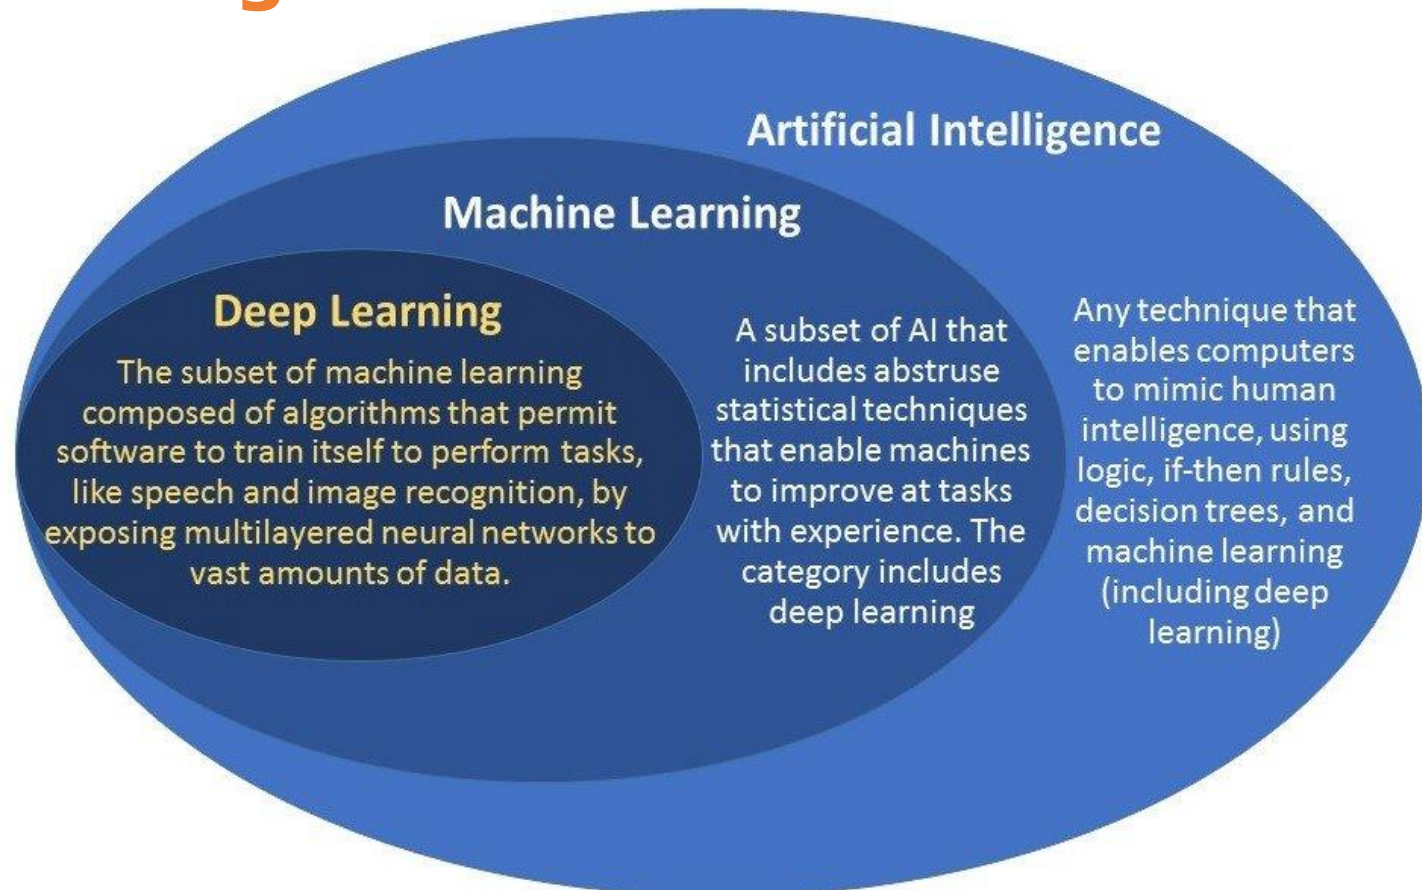 Artificial Intelligence
Machine Learning
Deep Learning
The subset of machine learning
composed of algorithms that permit
software to train itself to perform tasks,
like speech and image recognition, by
exposing multilayered neural networks to
vast amounts of data.
A subset of AI that
includes abstruse
statistical techniques
that enable machines
to improve at tasks
with experience. The
category includes
deep learning
Any technique that
enables computers
to mimic human
intelligence, using
logic, if-then rules,
decision trees, and
machine learning
(including deep
learning)